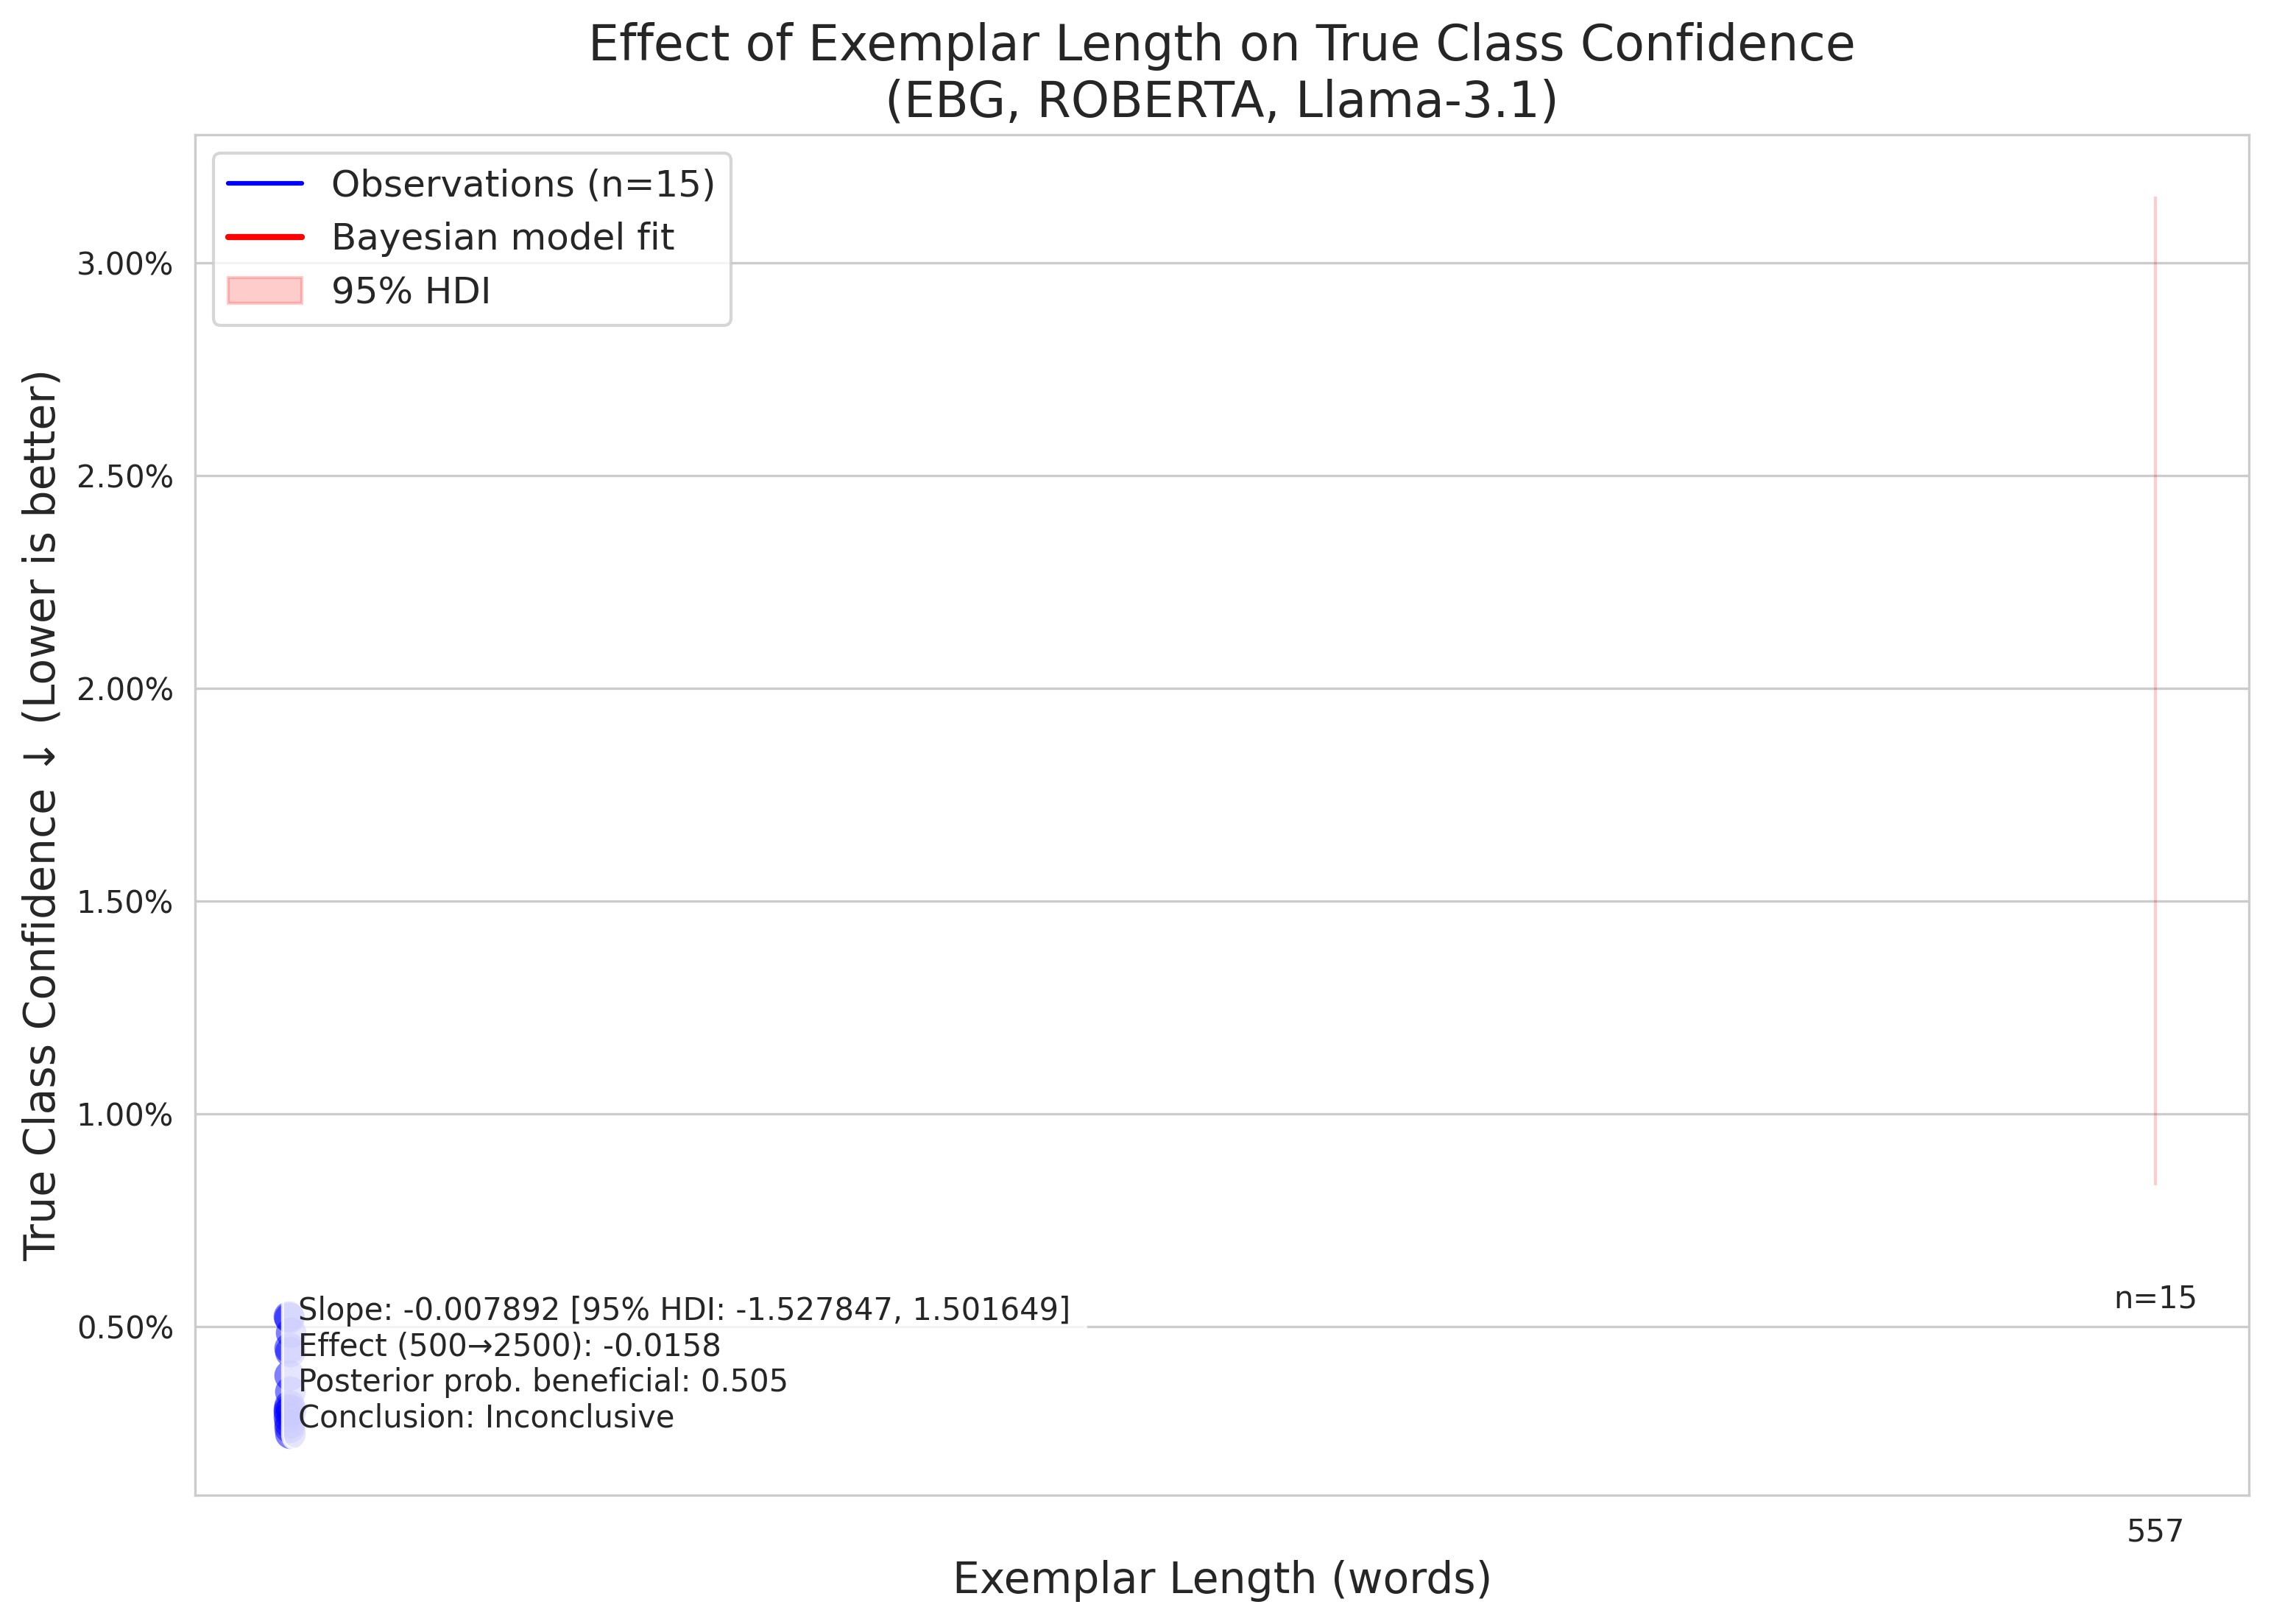 Effect of Exemplar Length on True Class Confidence
(EBG, ROBERTA, Llama-3.1)
Observations (n=15)
Bayesian model fit
95% HDI
True Class Confidence ↓ (Lower is better)
3.00%
2.50%
2.00%
1.50%
1.00%
0.50%
n=15
Slope: -0.007892 [95% HDI: -1.527847, 1.501649]
Effect (500→2500): -0.0158
Posterior prob. beneficial: 0.505
Conclusion: Inconclusive
557
Exemplar Length (words)